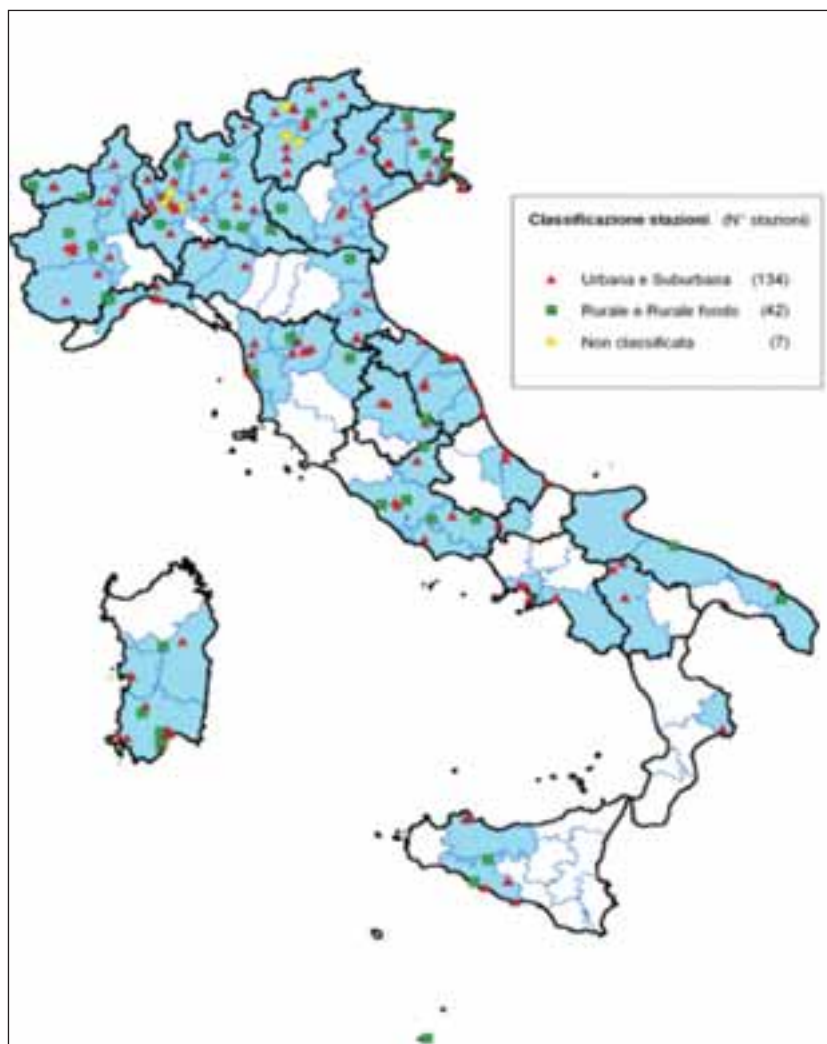 Classificazione stazioni (N° stazioni)
Urbana e Suburbana (134)
Rurale e Rurale fondo (42)
Non classificata (7)